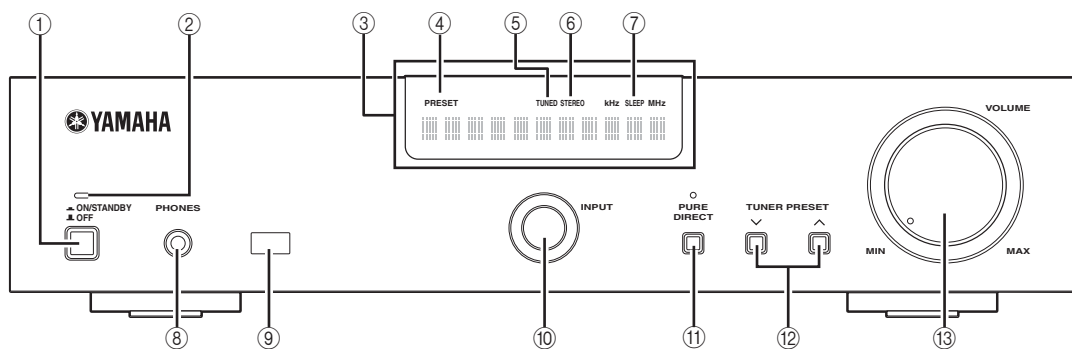 ① ② ③ ④ ⑤ ⑥ ⑦
PRESET TUNED STEREO kHz SLEEP MHz
VOLUME
YAMAHA
ON/STANDBY
OFF
PHONES
INPUT
PURE
DIRECT
TUNER PRESET
MIN MAX
⑧ ⑨ ⑩ ⑪ ⑫ ⑬